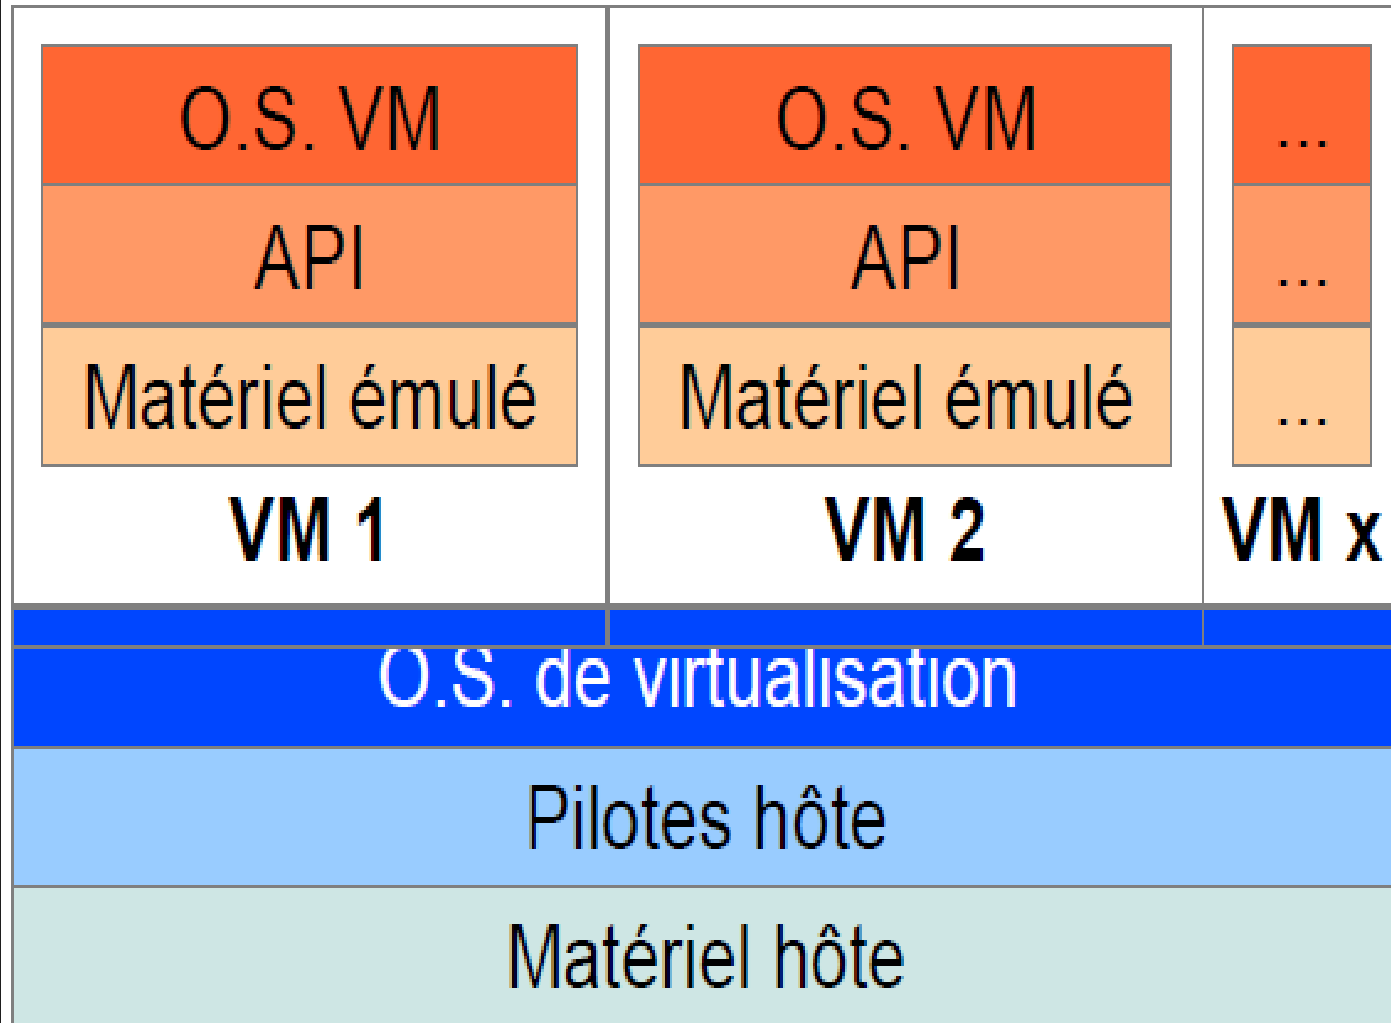 O.S. VM
API
Matériel émulé
VM 1
O.S. VM
API
Matériel émulé
VM 2
...
...
...
VM x
O.S. de virtualisation
Pilotes hôte
Matériel hôte